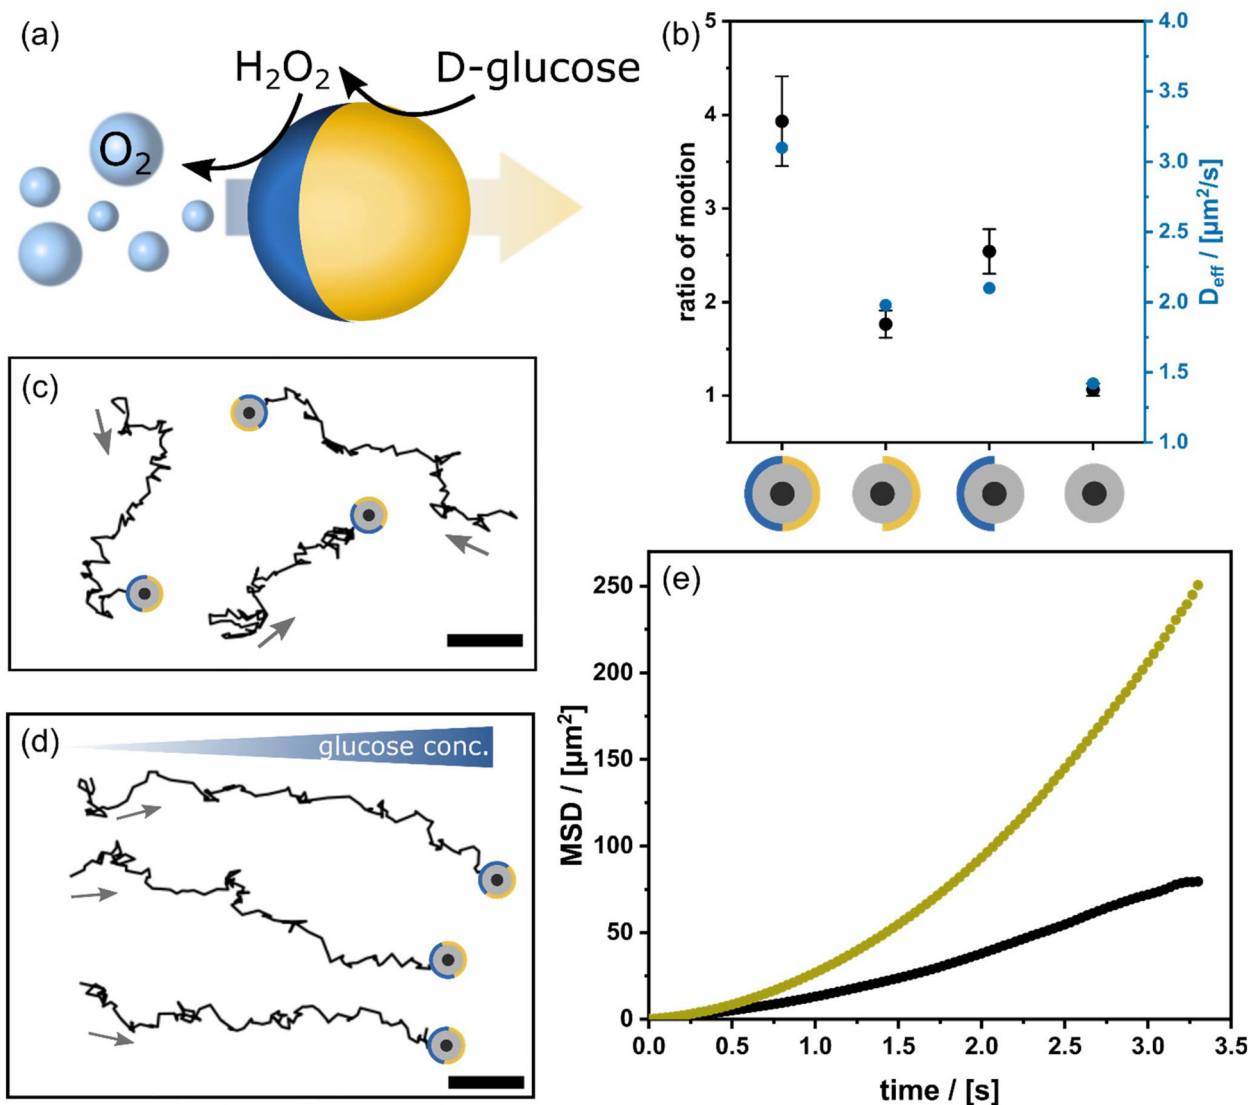 (a)
H₂O₂
D-glucose
O₂
(b)
5
4
3
2
1
ratio of motion
4.0
3.5
3.0
2.5
2.0
1.5
1.0
D_eff / [µm²/s]
(c)
(d)
glucose conc.
(e)
250
200
150
100
50
0
MSD / [µm²]
0.0 0.5 1.0 1.5 2.0 2.5 3.0 3.5
time / [s]